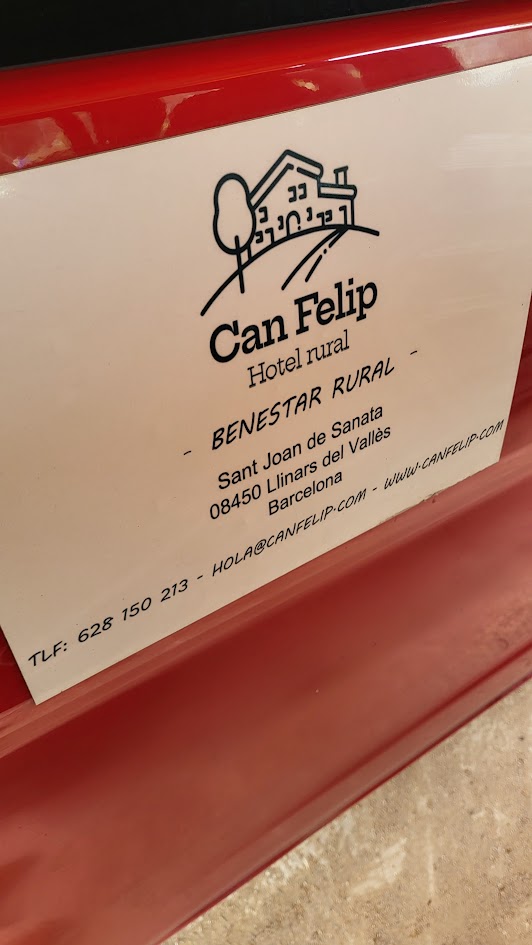 Can Felip
Hotel rural
- BENESTAR RURAL -
Sant Joan de Sanata
08450 Llinars del Vallès
Barcelona
TLF: 628 150 213 - HOLA@CANFELIP.COM - WWW.CANFELIP.COM